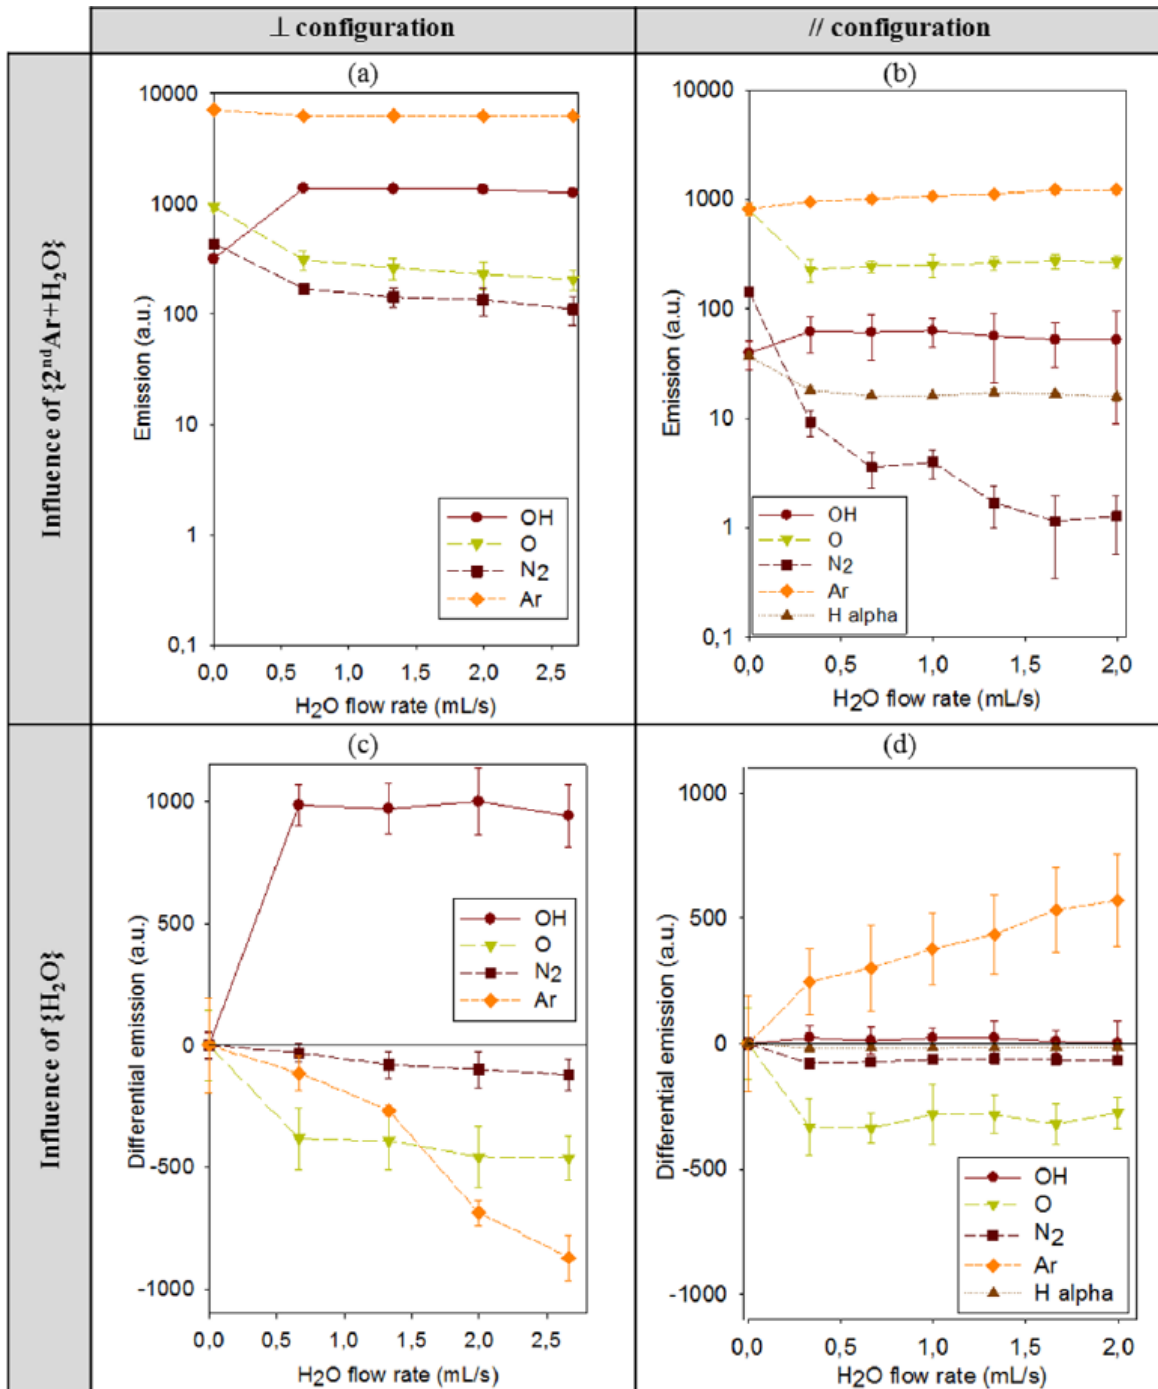 ⊥ configuration
// configuration
Influence of {2ⁿᵈAr+H₂O}
(a)
10000
1000
100
10
1
0,1
Emission (a.u.)
OH
O
N₂
Ar
0,0 0,5 1,0 1,5 2,0 2,5
H₂O flow rate (mL/s)
(b)
10000
1000
100
10
1
0,1
Emission (a.u.)
OH
O
N₂
Ar
H alpha
0,0 0,5 1,0 1,5 2,0
H₂O flow rate (mL/s)
Influence of {H₂O}
(c)
1000
500
0
-500
-1000
Differential emission (a.u.)
OH
O
N₂
Ar
0,0 0,5 1,0 1,5 2,0 2,5
H₂O flow rate (mL/s)
(d)
1000
500
0
-500
-1000
Differential emission (a.u.)
OH
O
N₂
Ar
H alpha
0,0 0,5 1,0 1,5 2,0
H₂O flow rate (mL/s)